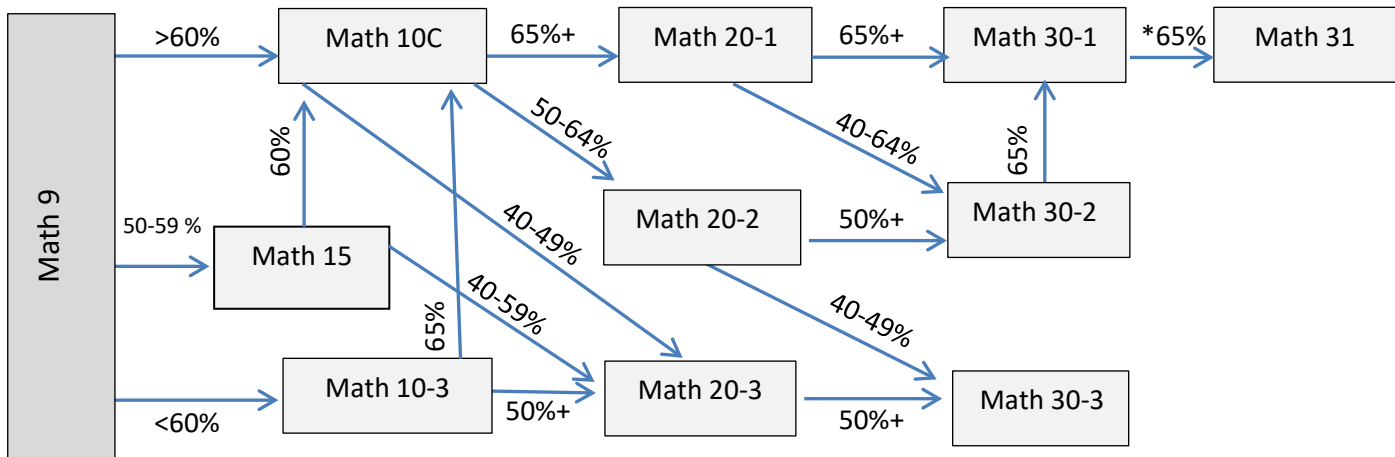 Math 9
>60%
Math 10C
65%+
Math 20-1
65%+
Math 30-1
*65%
Math 31
60%
50-64%
40-64%
65%
50-59 %
Math 15
40-49%
Math 20-2
50%+
Math 30-2
40-59%
65%
40-49%
<60%
Math 10-3
50%+
Math 20-3
50%+
Math 30-3